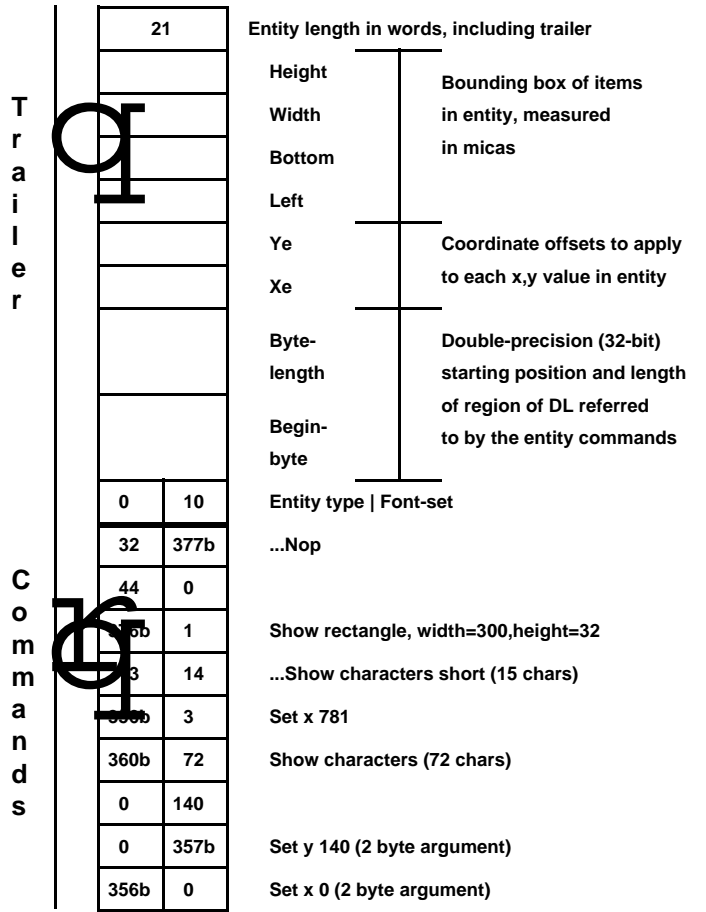 21 Entity length in words, including trailer
Height
Width
Bottom
Left
Bounding box of items
in entity, measured
in micas
Trailer
Ye
Xe
Coordinate offsets to apply
to each x,y value in entity
Byte-
length
Begin-
byte
Double-precision (32-bit)
starting position and length
of region of DL referred
to by the entity commands
0 10 Entity type | Font-set
32 377b ...Nop
44 0
Commands
1 Show rectangle, width=300,height=32
14 ...Show characters short (15 chars)
3 Set x 781
360b 72 Show characters (72 chars)
0 140
0 357b Set y 140 (2 byte argument)
356b 0 Set x 0 (2 byte argument)